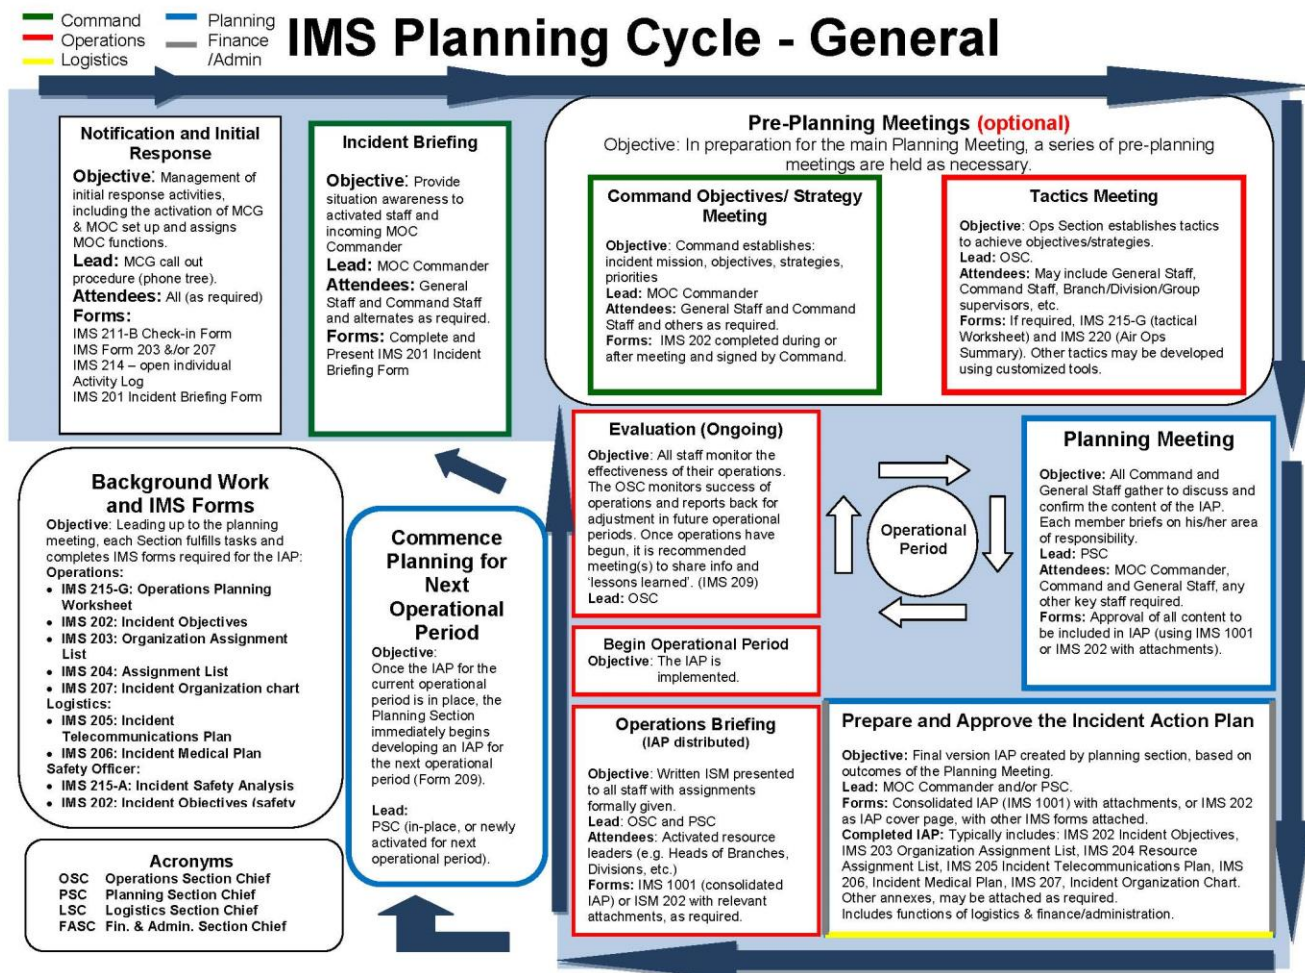 Command
Operations
Logistics
Planning
Finance
/Admin
IMS Planning Cycle - General
Notification and Initial
Response
Objective: Management of
initial response activities,
including the activation of MCG
& MOC set up and assigns
MOC functions.
Lead: MCG call out
procedure (phone tree).
Attendees: All (as required)
Forms:
IMS 211-B Check-in Form
IMS Form 203 &/or 207
IMS 214 – open individual
Activity Log
IMS 201 Incident Briefing Form
Incident Briefing
Objective: Provide
situation awareness to
activated staff and
incoming MOC
Commander
Lead: MOC Commander
Attendees: General
Staff and Command Staff
and alternates as required.
Forms: Complete and
Present IMS 201 Incident
Briefing Form
Pre-Planning Meetings (optional)
Objective: In preparation for the main Planning Meeting, a series of pre-planning
meetings are held as necessary.
Command Objectives/ Strategy
Meeting
Objective: Command establishes:
incident mission, objectives, strategies,
priorities
Lead: MOC Commander
Attendees: General Staff and Command
Staff and others as required.
Forms: IMS 202 completed during or
after meeting and signed by Command.
Tactics Meeting
Objective: Ops Section establishes tactics
to achieve objectives/strategies.
Lead: OSC.
Attendees: May include General Staff,
Command Staff, Branch/Division/Group
supervisors, etc.
Forms: If required, IMS 215-G (tactical
Worksheet) and IMS 220 (Air Ops
Summary). Other tactics may be developed
using customized tools.
Background Work
and IMS Forms
Objective: Leading up to the planning
meeting, each Section fulfills tasks and
completes IMS forms required for the IAP:
Operations:
• IMS 215-G: Operations Planning
Worksheet
• IMS 202: Incident Objectives
• IMS 203: Organization Assignment
List
• IMS 204: Assignment List
• IMS 207: Incident Organization chart
Logistics:
• IMS 205: Incident
Telecommunications Plan
• IMS 206: Incident Medical Plan
Safety Officer:
• IMS 215-A: Incident Safety Analysis
• IMS 202: Incident Objectives (safety
Acronyms
OSC Operations Section Chief
PSC Planning Section Chief
LSC Logistics Section Chief
FASC Fin. & Admin. Section Chief
Commence
Planning for
Next
Operational
Period
Objective:
Once the IAP for the
current operational
period is in place, the
Planning Section
immediately begins
developing an IAP for
the next operational
period (Form 209).
Lead:
PSC (in-place, or newly
activated for next
operational period).
Evaluation (Ongoing)
Objective: All staff monitor the
effectiveness of their operations.
The OSC monitors success of
operations and reports back for
adjustment in future operational
periods. Once operations have
begun, it is recommended
meeting(s) to share info and
‘lessons learned’. (IMS 209)
Lead: OSC
Begin Operational Period
Objective: The IAP is
implemented.
Operations Briefing
(IAP distributed)
Objective: Written ISM presented
to all staff with assignments
formally given.
Lead: OSC and PSC
Attendees: Activated resource
leaders (e.g. Heads of Branches,
Divisions, etc.)
Forms: IMS 1001 (consolidated
IAP) or ISM 202 with relevant
attachments, as required.
Operational
Period
Planning Meeting
Objective: All Command and
General Staff gather to discuss and
confirm the content of the IAP.
Each member briefs on his/her area
of responsibility.
Lead: PSC
Attendees: MOC Commander,
Command and General Staff, any
other key staff required.
Forms: Approval of all content to
be included in IAP (using IMS 1001
or IMS 202 with attachments).
Prepare and Approve the Incident Action Plan
Objective: Final version IAP created by planning section, based on
outcomes of the Planning Meeting.
Lead: MOC Commander and/or PSC.
Forms: Consolidated IAP (IMS 1001) with attachments, or IMS 202
as IAP cover page, with other IMS forms attached.
Completed IAP: Typically includes: IMS 202 Incident Objectives,
IMS 203 Organization Assignment List, IMS 204 Resource
Assignment List, IMS 205 Incident Telecommunications Plan, IMS
206, Incident Medical Plan, IMS 207, Incident Organization Chart.
Other annexes, may be attached as required.
Includes functions of logistics & finance/administration.